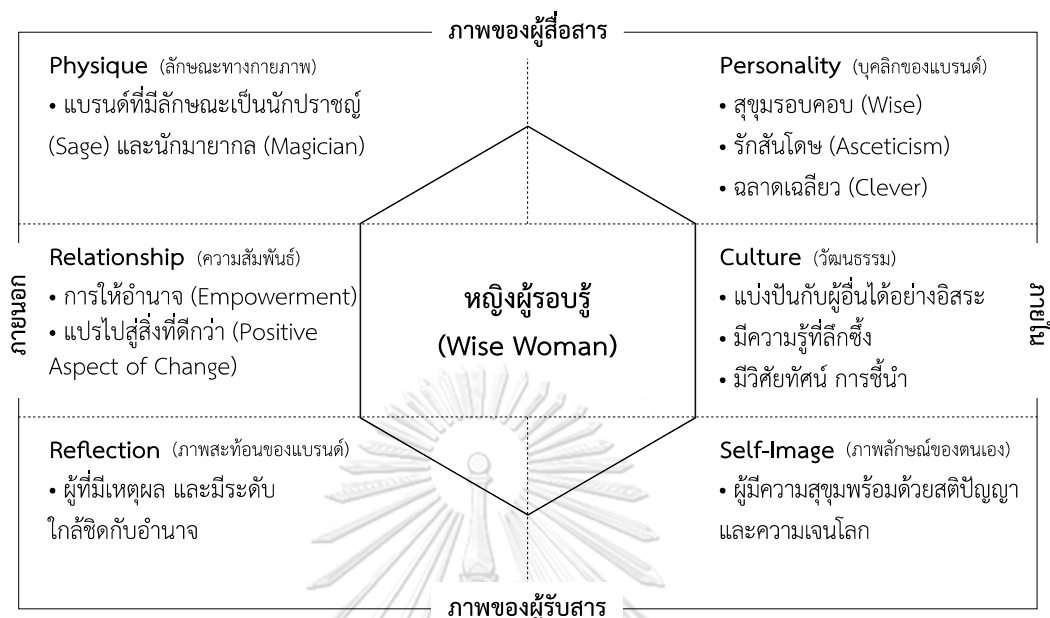 ภาพของผู้สื่อสาร
Physique (ลักษณะทางกายภาพ)
• แบรนด์ที่มีลักษณะเป็นนักปราชญ์
(Sage) และนักมายากล (Magician)
Personality (บุคลิกของแบรนด์)
• สุขุมรอบคอบ (Wise)
• รักสันโดษ (Asceticism)
• ฉลาดเฉลียว (Clever)
ภายนอก
Relationship (ความสัมพันธ์)
• การให้อำนาจ (Empowerment)
• แปรไปสู่สิ่งที่ดีกว่า (Positive
Aspect of Change)
หญิงผู้รอบรู้
(Wise Woman)
Culture (วัฒนธรรม)
• แบ่งปันกับผู้อื่นได้อย่างอิสระ
• มีความรู้ที่ลึกซึ้ง
• มีวิศัยทัศน์ การชี้นำ
ภายใน
Reflection (ภาพสะท้อนของแบรนด์)
• ผู้ที่มีเหตุผล และมีระดับ
ใกล้ชิดกับอำนาจ
Self-Image (ภาพลักษณ์ของตนเอง)
• ผู้มีความสุขุมพร้อมด้วยสติปัญญา
และความเจนโลก
ภาพของผู้รับสาร